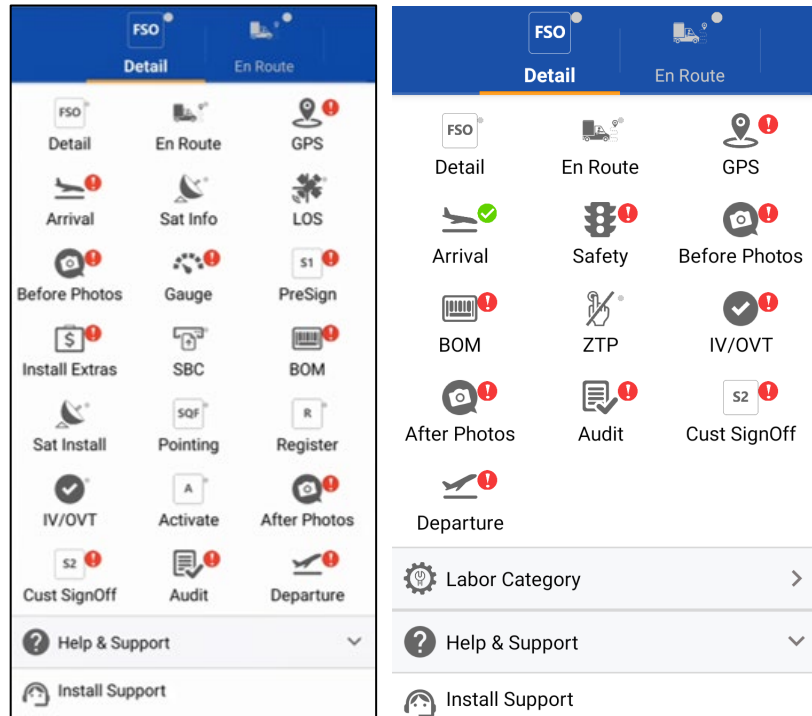 FSO
Detail En Route
FSO
Detail En Route GPS
Arrival Sat Info LOS
S1
Before Photos Gauge PreSign
$
Install Extras SBC BOM
SQF R
Sat Install Pointing Register
A
IV/OVT Activate After Photos
S2
Cust SignOff Audit Departure
? Help & Support
Install Support
FSO
Detail En Route
FSO
Detail En Route GPS
Arrival Safety Before Photos
BOM ZTP IV/OVT
S2
After Photos Audit Cust SignOff
Departure
Labor Category
? Help & Support
Install Support